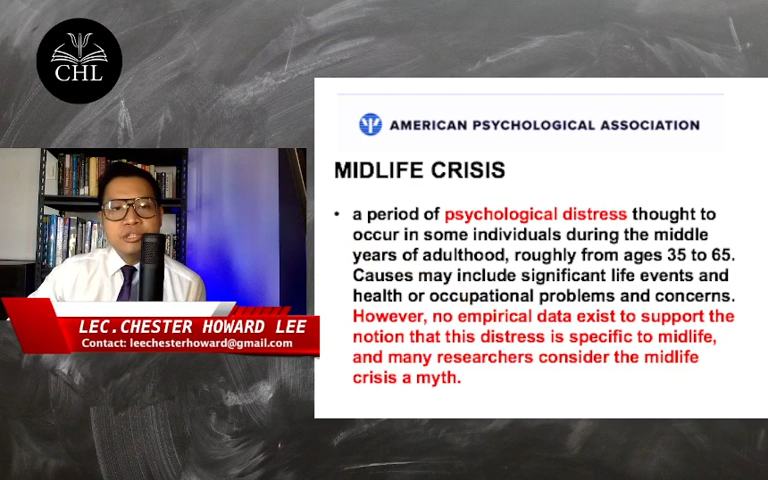 CHL
AMERICAN PSYCHOLOGICAL ASSOCIATION
MIDLIFE CRISIS
• a period of psychological distress thought to
occur in some individuals during the middle
years of adulthood, roughly from ages 35 to 65.
Causes may include significant life events and
health or occupational problems and concerns.
However, no empirical data exist to support the
notion that this distress is specific to midlife,
and many researchers consider the midlife
crisis a myth.
LEC.CHESTER HOWARD LEE
Contact: leechesterhoward@gmail.com